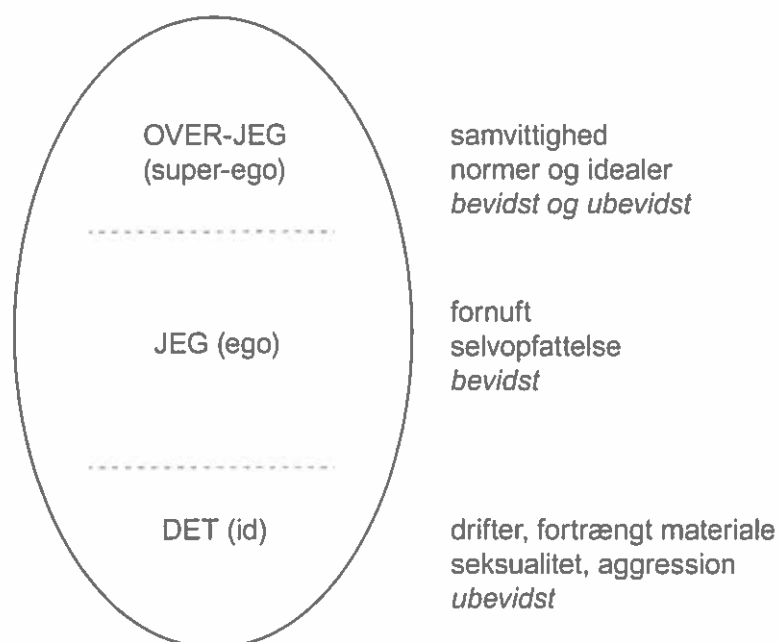 OVER-JEG
(super-ego)
samvittighed
normer og idealer
bevidst og ubevidst
JEG (ego)
fornuft
selvopfattelse
bevidst
DET (id)
drifter, fortrængt materiale
seksualitet, aggression
ubevidst